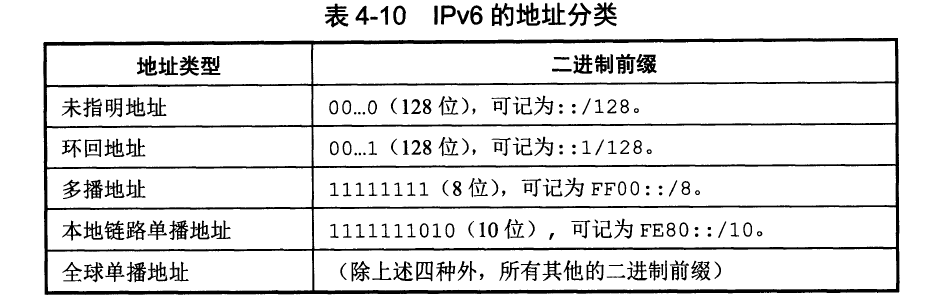 表 4-10 IPv6 的地址分类
地址类型 二进制前缀
未指明地址 00…0（128 位），可记为::/128。
环回地址 00…1（128 位），可记为::1/128。
多播地址 11111111（8 位），可记为 FF00::/8。
本地链路单播地址 1111111010（10 位），可记为 FE80::/10。
全球单播地址 （除上述四种外，所有其他的二进制前缀）